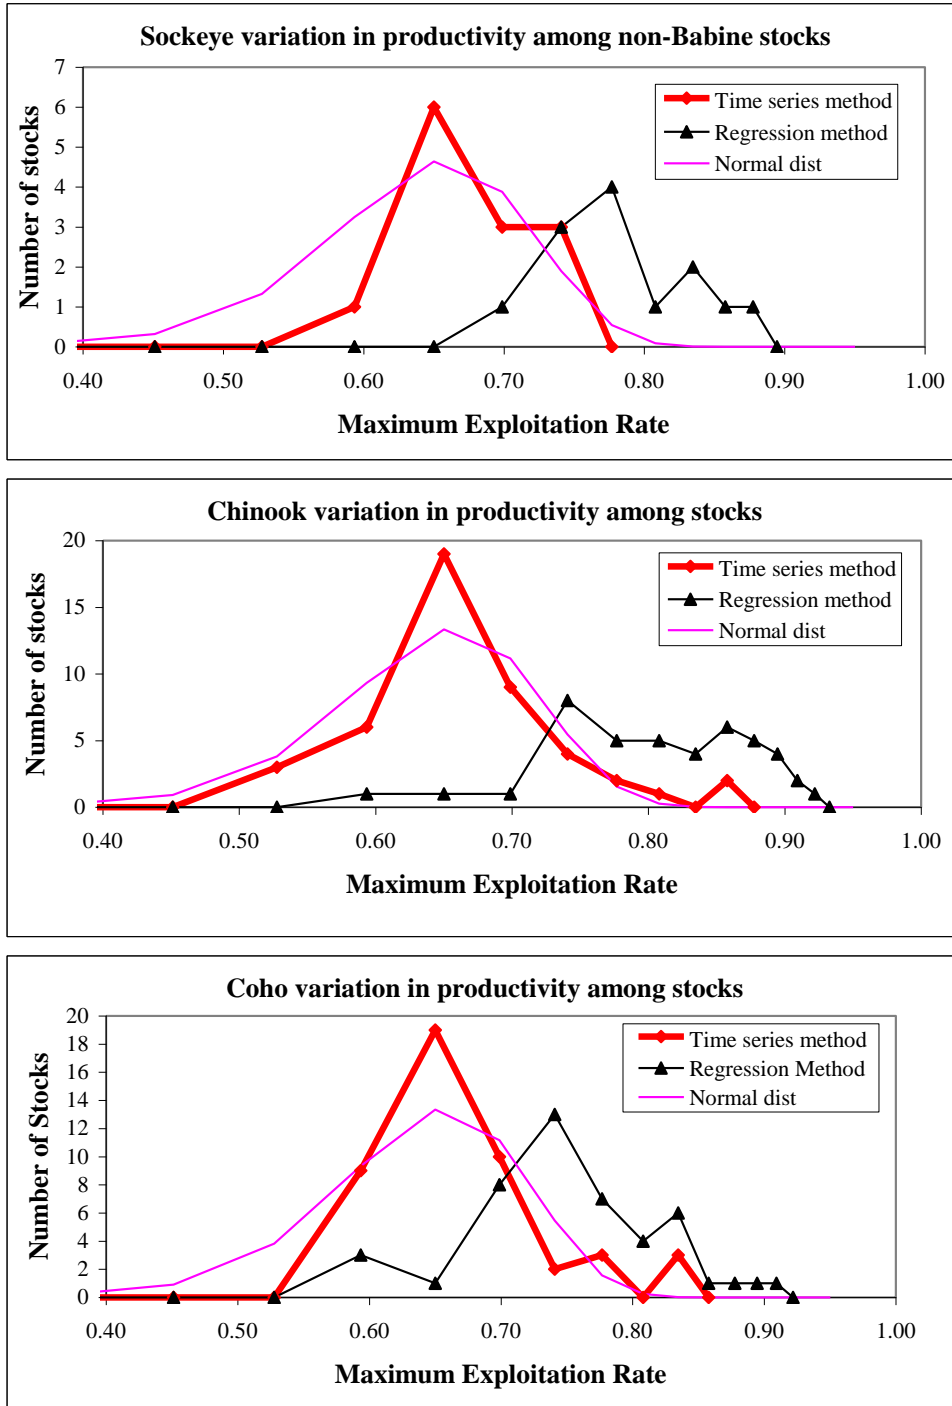 Sockeye variation in productivity among non-Babine stocks
7
6
5
4
3
2
1
0
Number of stocks
Time series method
Regression method
Normal dist
0.40 0.50 0.60 0.70 0.80 0.90 1.00
Maximum Exploitation Rate
Chinook variation in productivity among stocks
20
15
10
5
0
Number of stocks
Time series method
Regression method
Normal dist
0.40 0.50 0.60 0.70 0.80 0.90 1.00
Maximum Exploitation Rate
Coho variation in productivity among stocks
20
18
16
14
12
10
8
6
4
2
0
Number of Stocks
Time series method
Regression Method
Normal dist
0.40 0.50 0.60 0.70 0.80 0.90 1.00
Maximum Exploitation Rate